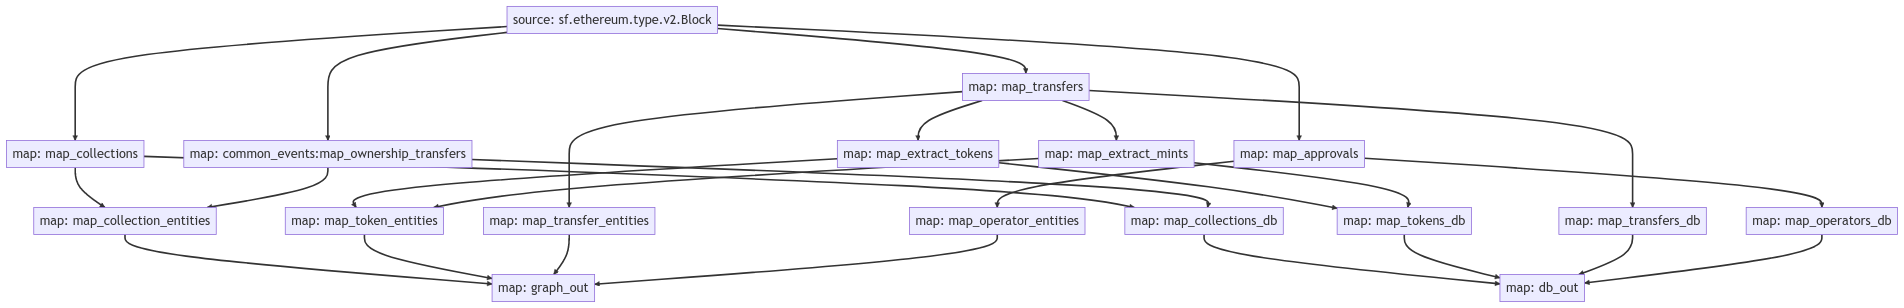 source: sf.ethereum.type.v2.Block
map: map_transfers
map: map_collections
map: common_events:map_ownership_transfers
map: map_extract_tokens
map: map_extract_mints
map: map_approvals
map: map_collection_entities
map: map_token_entities
map: map_transfer_entities
map: map_operator_entities
map: map_collections_db
map: map_tokens_db
map: map_transfers_db
map: map_operators_db
map: graph_out
map: db_out